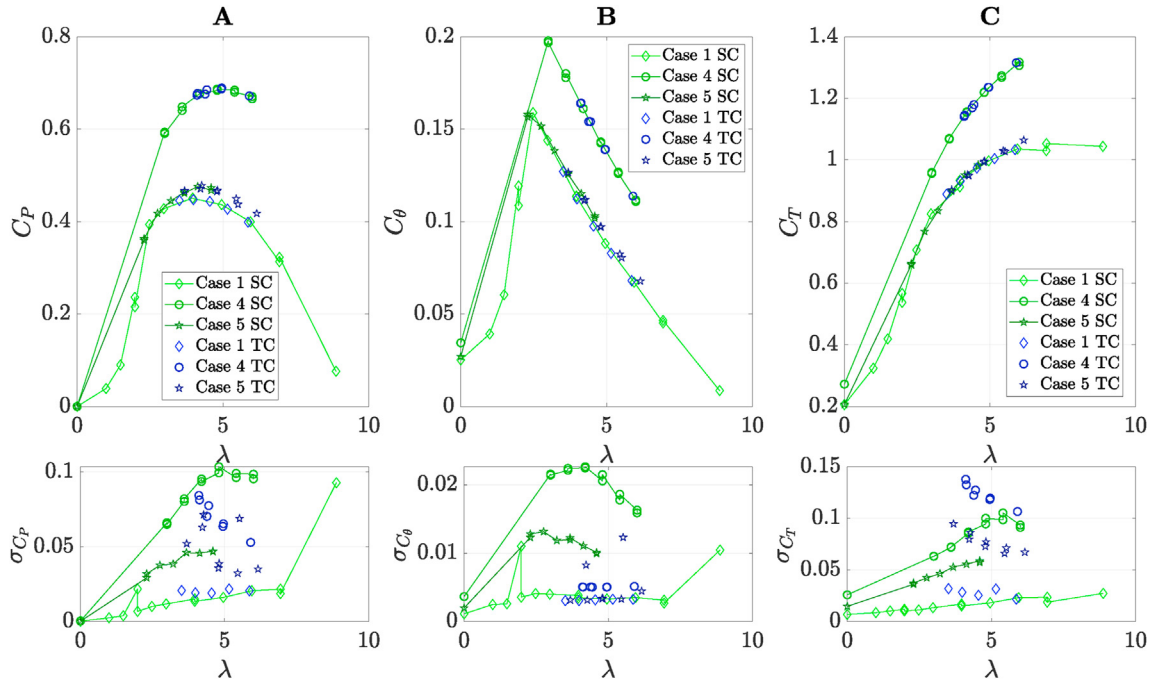 A
B
C
0.8
0.6
0.4
0.2
0
C_P
0
5
10
λ
Case 1 SC
Case 4 SC
Case 5 SC
Case 1 TC
Case 4 TC
Case 5 TC
0.2
0.15
0.1
0.05
0
C_θ
0
5
10
λ
Case 1 SC
Case 4 SC
Case 5 SC
Case 1 TC
Case 4 TC
Case 5 TC
1.4
1.2
1
0.8
0.6
0.4
0.2
C_T
0
5
10
λ
Case 1 SC
Case 4 SC
Case 5 SC
Case 1 TC
Case 4 TC
Case 5 TC
0.1
0.05
0
σ_{C_P}
0
5
10
λ
0.02
0.01
0
σ_{C_θ}
0
5
10
λ
0.15
0.1
0.05
0
σ_{C_T}
0
5
10
λ